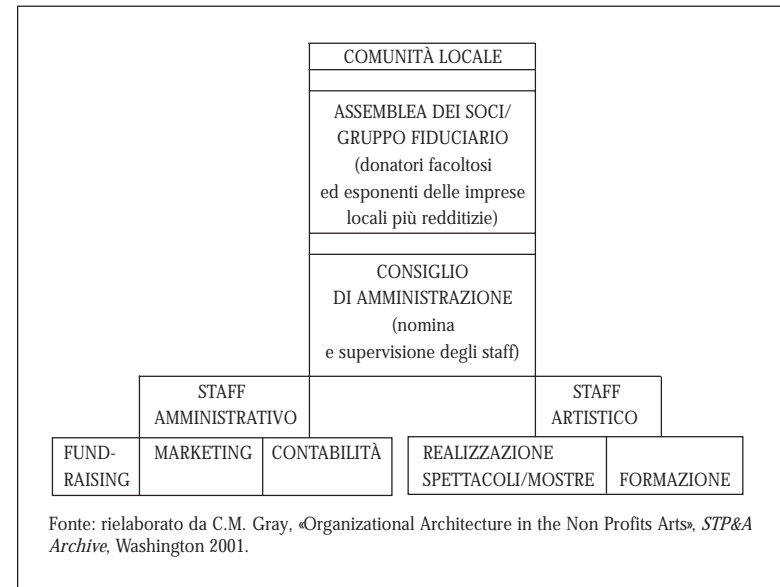 COMUNITÀ LOCALE
ASSEMBLEA DEI SOCI/
GRUPPO FIDUCIARIO
(donatori facoltosi
ed esponenti delle imprese
locali più redditizie)
CONSIGLIO
DI AMMINISTRAZIONE
(nomina
e supervisione degli staff)
STAFF
AMMINISTRATIVO
STAFF
ARTISTICO
FUND-
RAISING
MARKETING
CONTABILITÀ
REALIZZAZIONE
SPETTACOLI/MOSTRE
FORMAZIONE
Fonte: rielaborato da C.M. Gray, «Organizational Architecture in the Non Profits Arts», STP&A
Archive, Washington 2001.